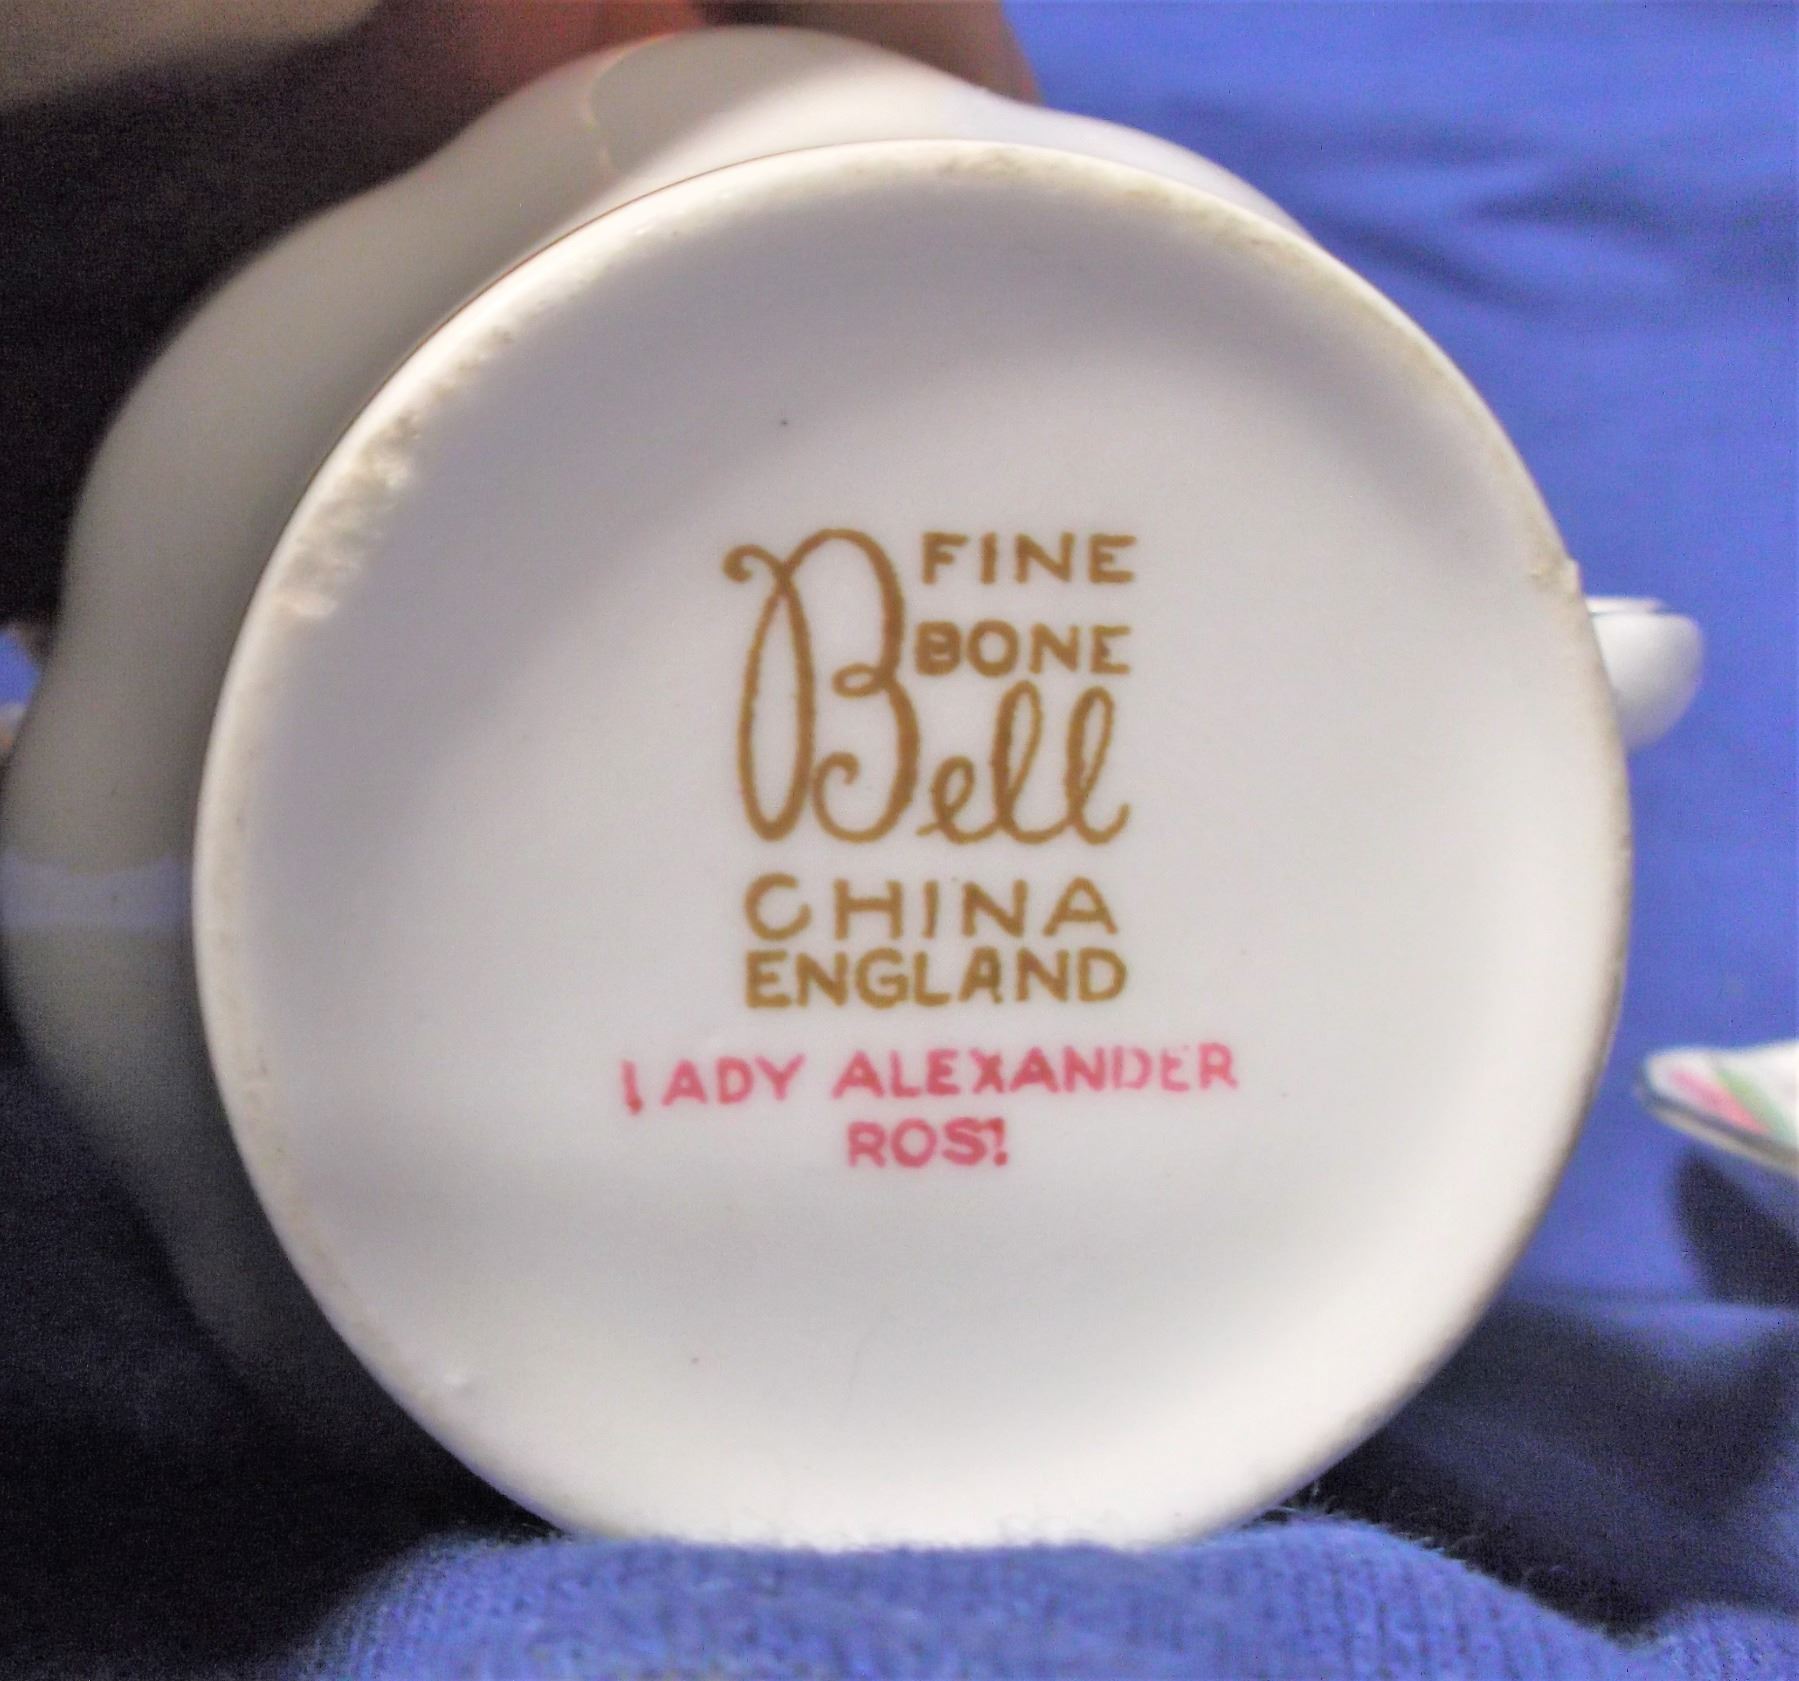 FINE
BONE
Bell
CHINA
ENGLAND
LADY ALEXANDER
ROSE